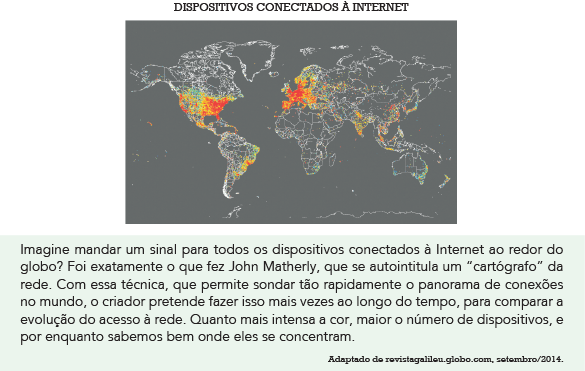 DISPOSITIVOS CONECTADOS À INTERNET
Imagine mandar um sinal para todos os dispositivos conectados à Internet ao redor do
globo? Foi exatamente o que fez John Matherly, que se autointitula um “cartógrafo” da
rede. Com essa técnica, que permite sondar tão rapidamente o panorama de conexões
no mundo, o criador pretende fazer isso mais vezes ao longo do tempo, para comparar a
evolução do acesso à rede. Quanto mais intensa a cor, maior o número de dispositivos, e
por enquanto sabemos bem onde eles se concentram.
Adaptado de revistagalileu.globo.com, setembro/2014.